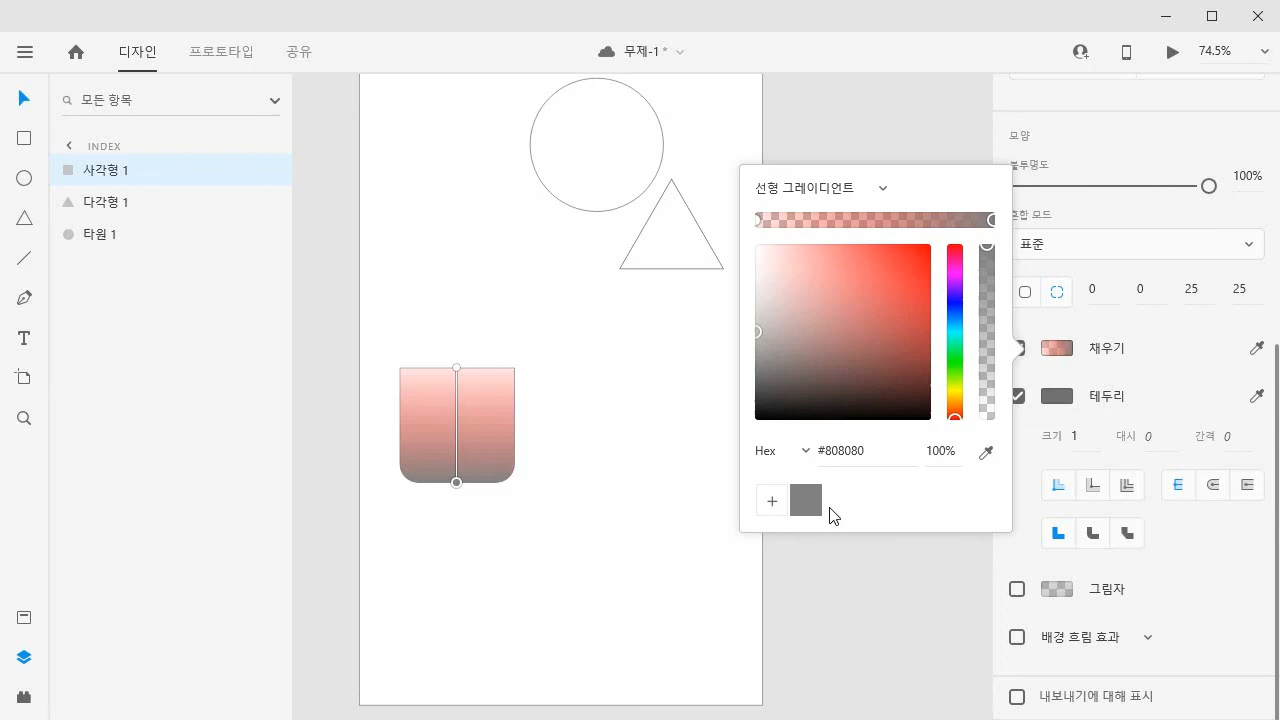 디자인
프로토타입
공유
무제-1 *
74.5%
모든 항목
INDEX
사각형 1
다각형 1
타원 1
선형 그레이디언트
Hex
#808080
100%
+
모양
불투명도
100%
혼합 모드
표준
0
0
25
25
채우기
테두리
크기 1
대시 0
간격 0
그림자
배경 흐림 효과
내보내기에 대해 표시